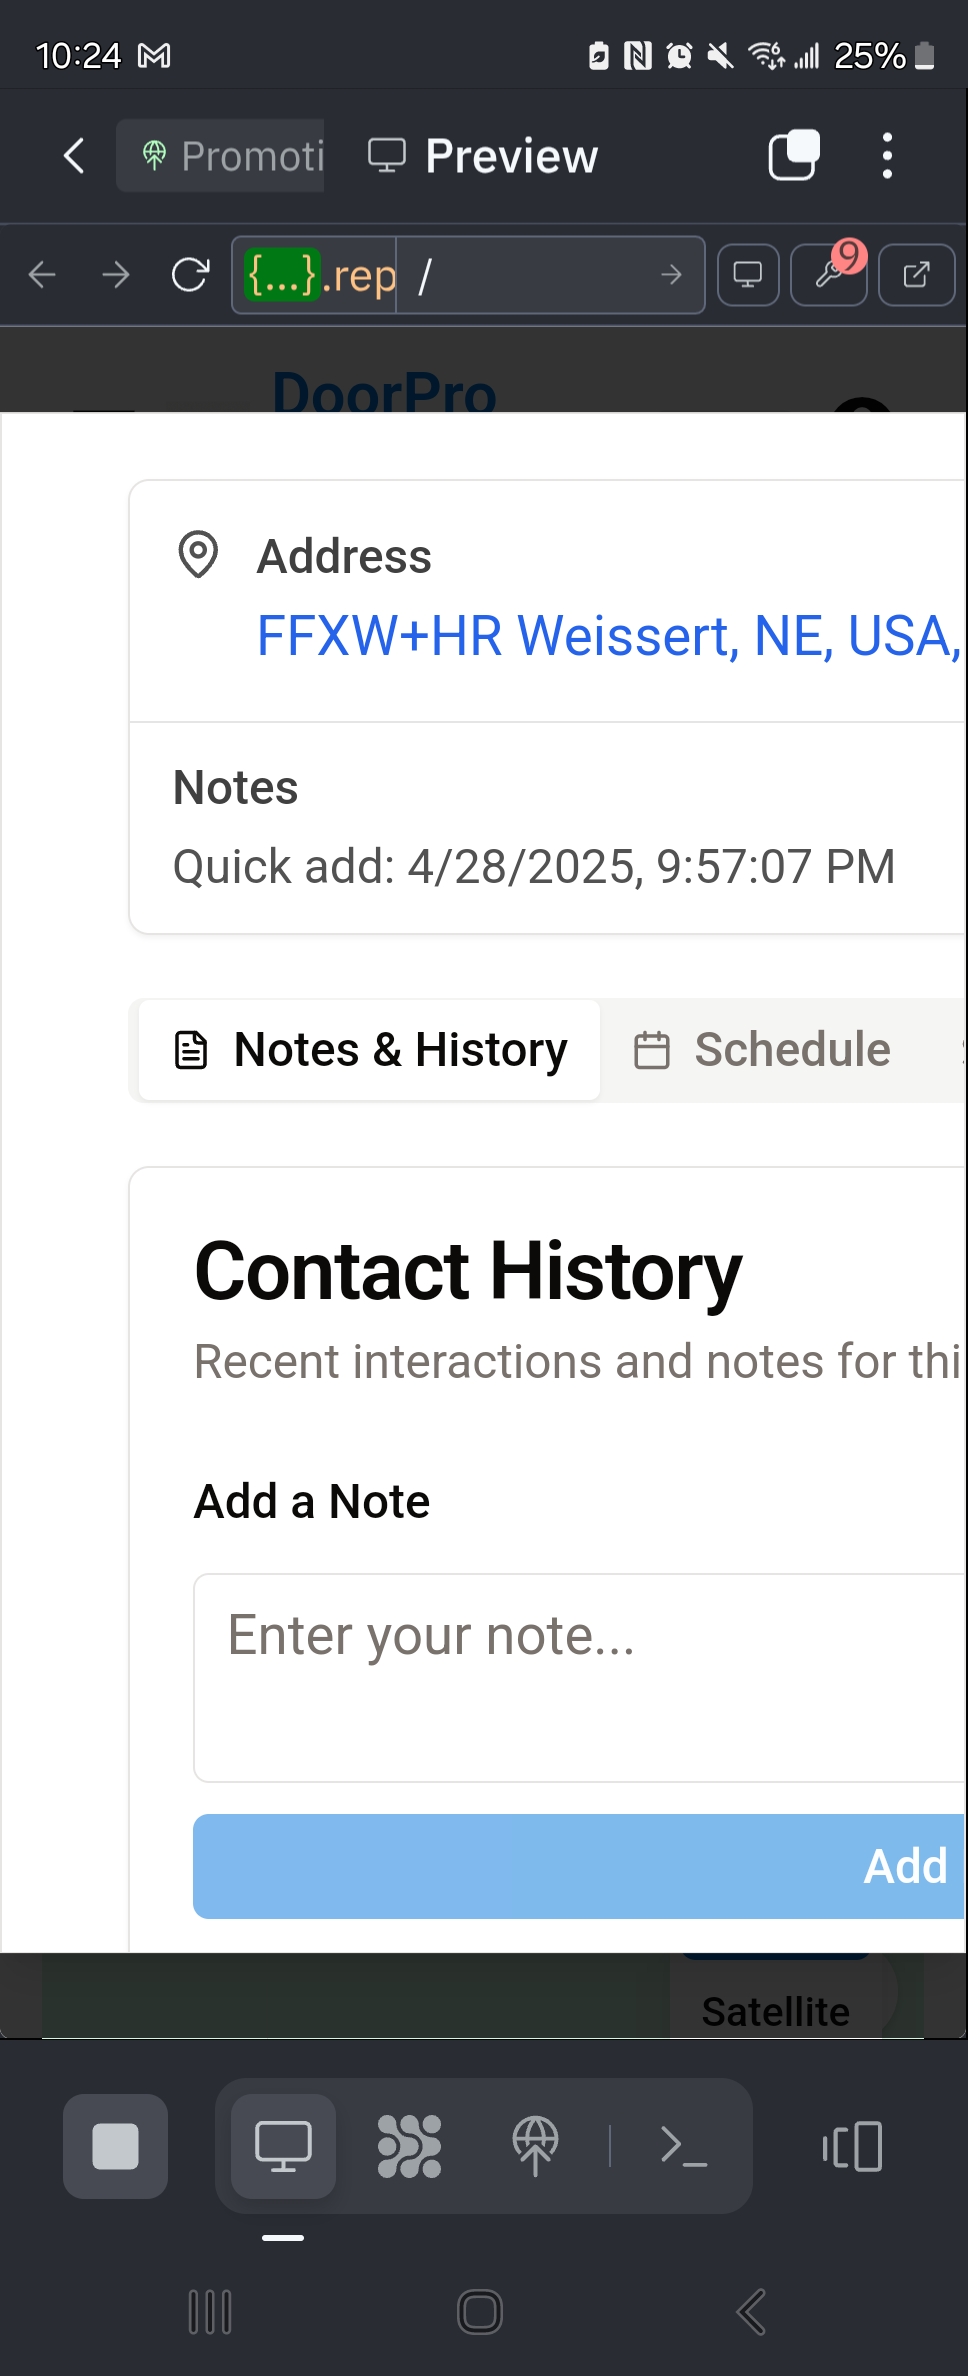 10:24 25%
Promoti Preview
{...}.rep / 9
DoorPro
Address
FFXW+HR Weissert, NE, USA,
Notes
Quick add: 4/28/2025, 9:57:07 PM
Notes & History Schedule
Contact History
Recent interactions and notes for thi
Add a Note
Enter your note...
Add
Satellite